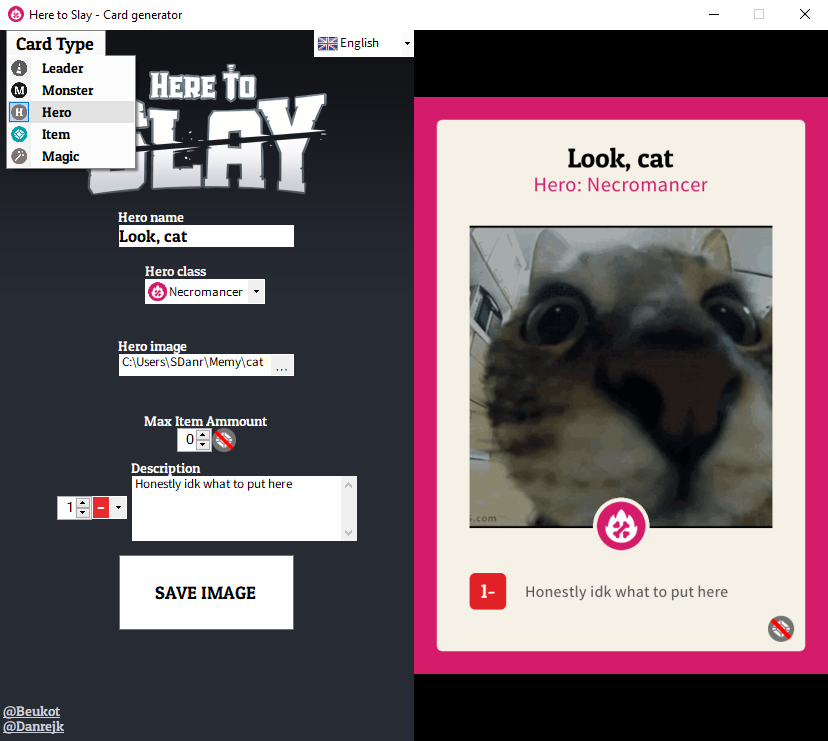 Here to Slay - Card generator
Card Type
English
Leader
Monster
Hero
Item
Magic
HERE TO
SLAY
Hero name
Look, cat
Hero class
Necromancer
Hero image
C:\Users\SDanr\Memy\cat
...
Max Item Ammount
0
Description
1
-
Honestly idk what to put here
SAVE IMAGE
@Beukot
@Danrejk
Look, cat
Hero: Necromancer
s.com
1-
Honestly idk what to put here